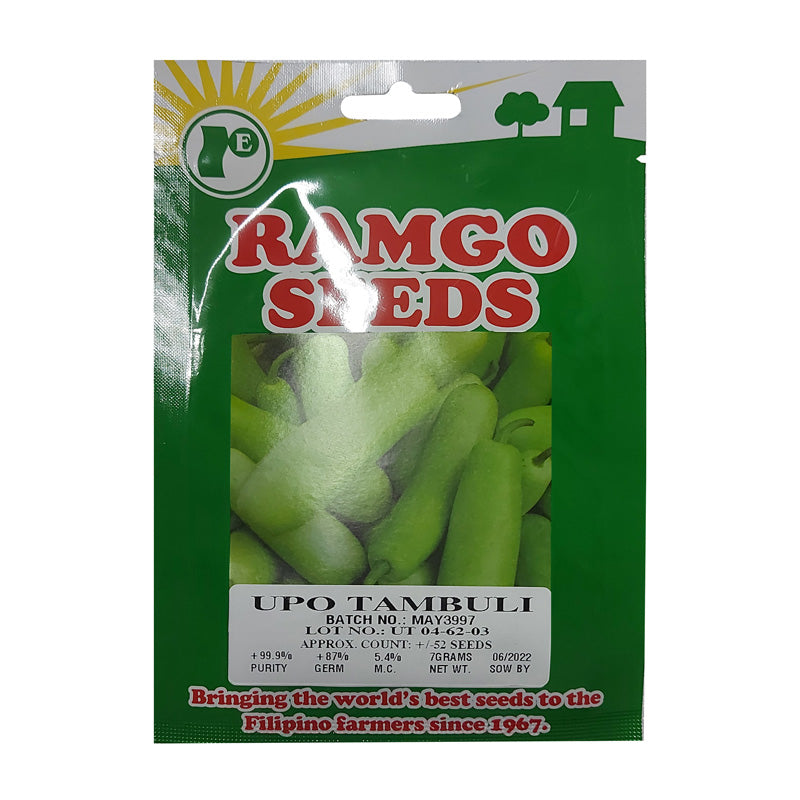 E
RAMGO
SEEDS
UPO TAMBULI
BATCH NO.: MAY3997
LOT NO.: UT 04-62-03
APPROX. COUNT: +/-52 SEEDS
+99.9% +87% 5.4% 7GRAMS 06/2022
PURITY GERM M.C. NET WT. SOW BY
Bringing the world's best seeds to the
Filipino farmers since 1967.